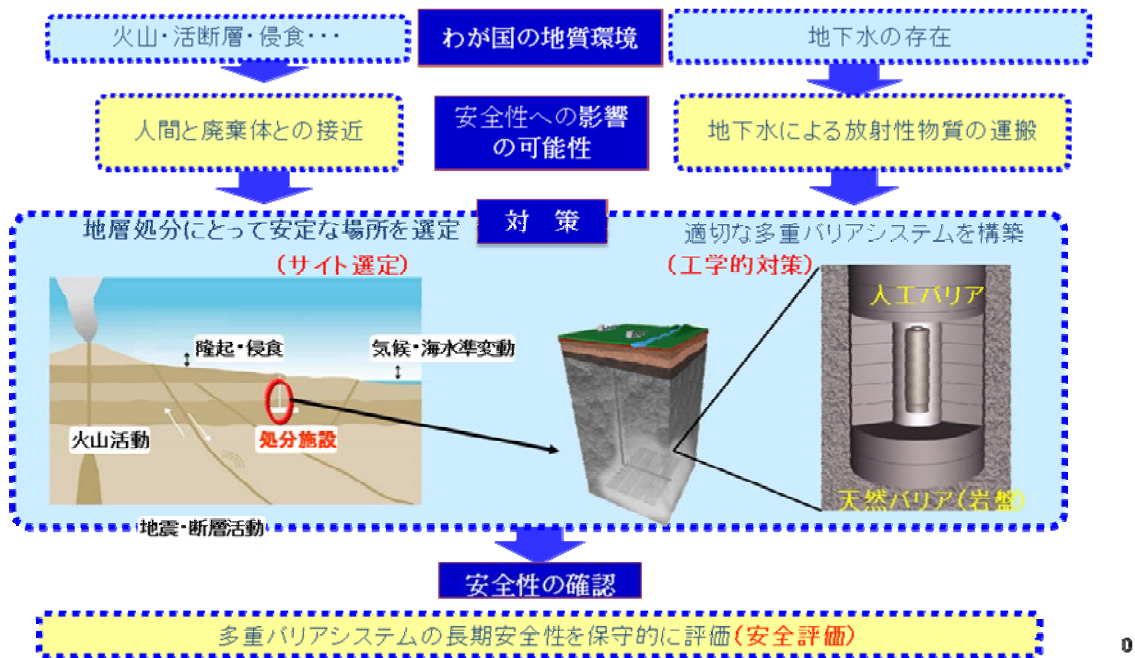 火山・活断層・侵食・・・
わが国の地質環境
地下水の存在
人間と廃棄体との接近
安全性への影響
の可能性
地下水による放射性物質の運搬
対 策
地層処分にとって安定な場所を選定
(サイト選定)
適切な多重バリアシステムを構築
(工学的対策)
隆起・侵食
気候・海水準変動
火山活動
処分施設
地震・断層活動
人工バリア
天然バリア(岩盤)
安全性の確認
多重バリアシステムの長期安全性を保守的に評価(安全評価)
0